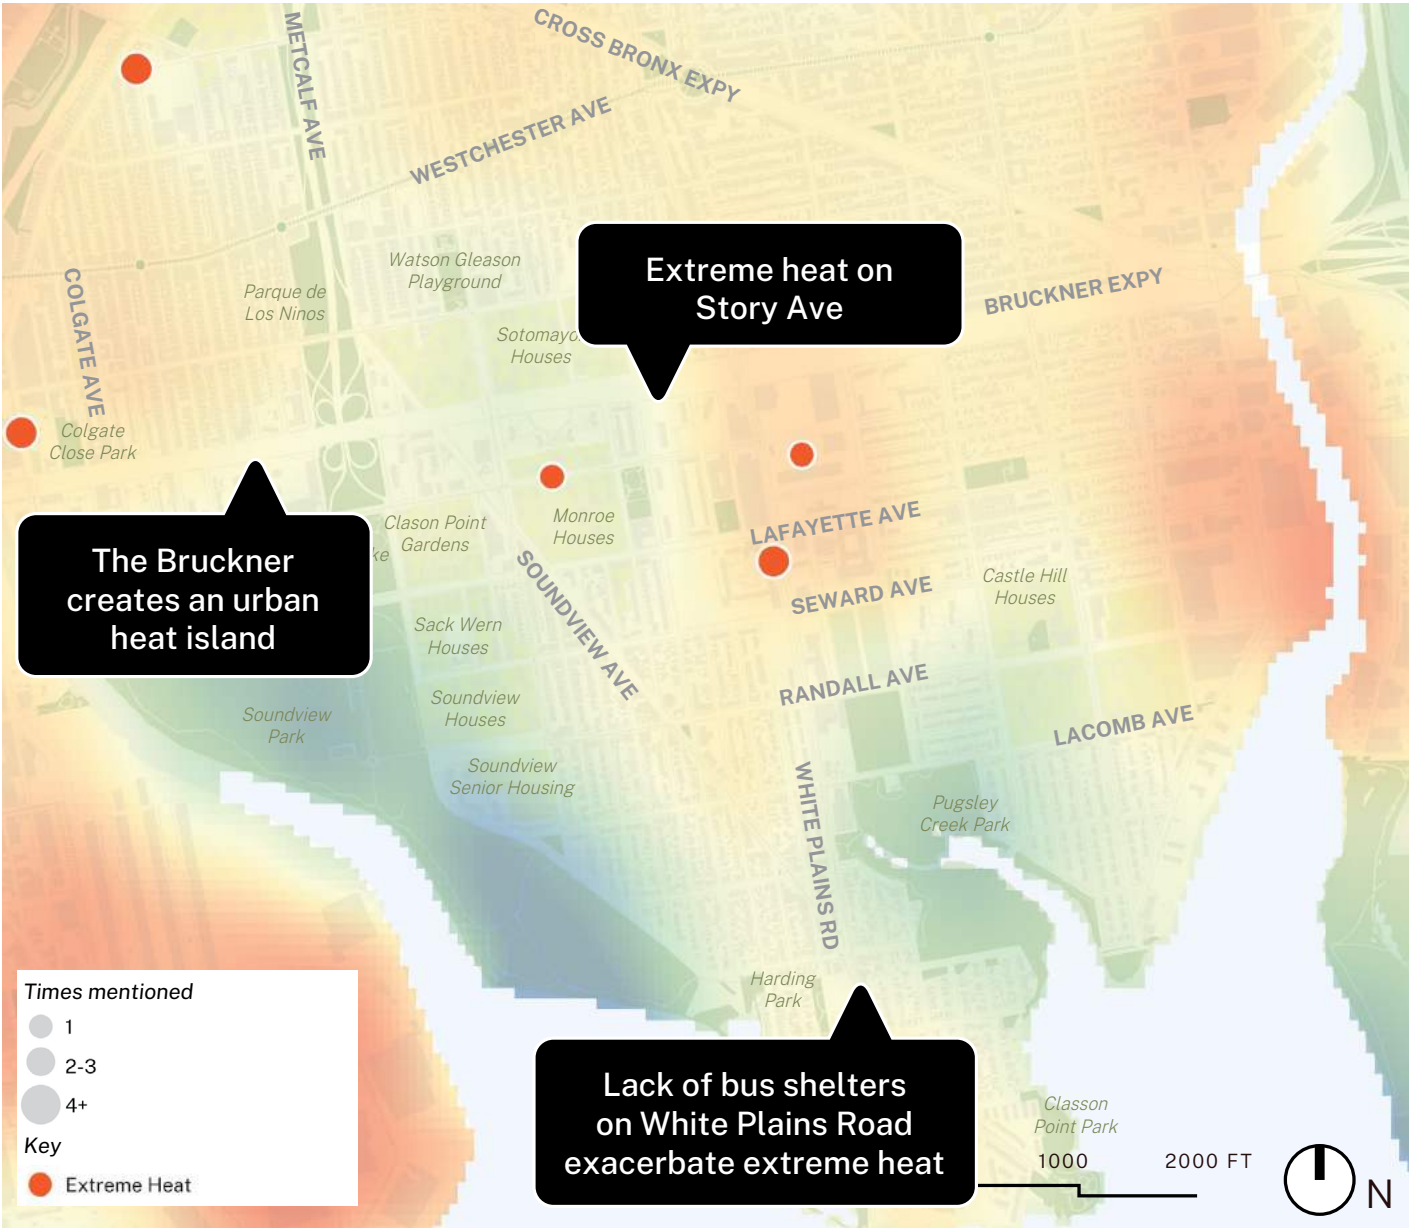 METCALF AVE
CROSS BRONX EXPY
WESTCHESTER AVE
Watson Gleason
Playground
Parque de
Los Ninos
COLGATE AVE
Extreme heat on
Story Ave
BRUCKNER EXPY
Sotomayo
Houses
Colgate
Close Park
The Bruckner
creates an urban
heat island
Clason Point
Gardens
ke
Monroe
Houses
LAFAYETTE AVE
SOUNDVIEW AVE
SEWARD AVE
Castle Hill
Houses
Sack Wern
Houses
RANDALL AVE
Soundview
Houses
Soundview
Park
LACOMB AVE
Soundview
Senior Housing
WHITE PLAINS RD
Pugsley
Creek Park
Harding
Park
Lack of bus shelters
on White Plains Road
exacerbate extreme heat
Classon
Point Park
Times mentioned
1
2-3
4+
Key
Extreme Heat
1000 2000 FT
N